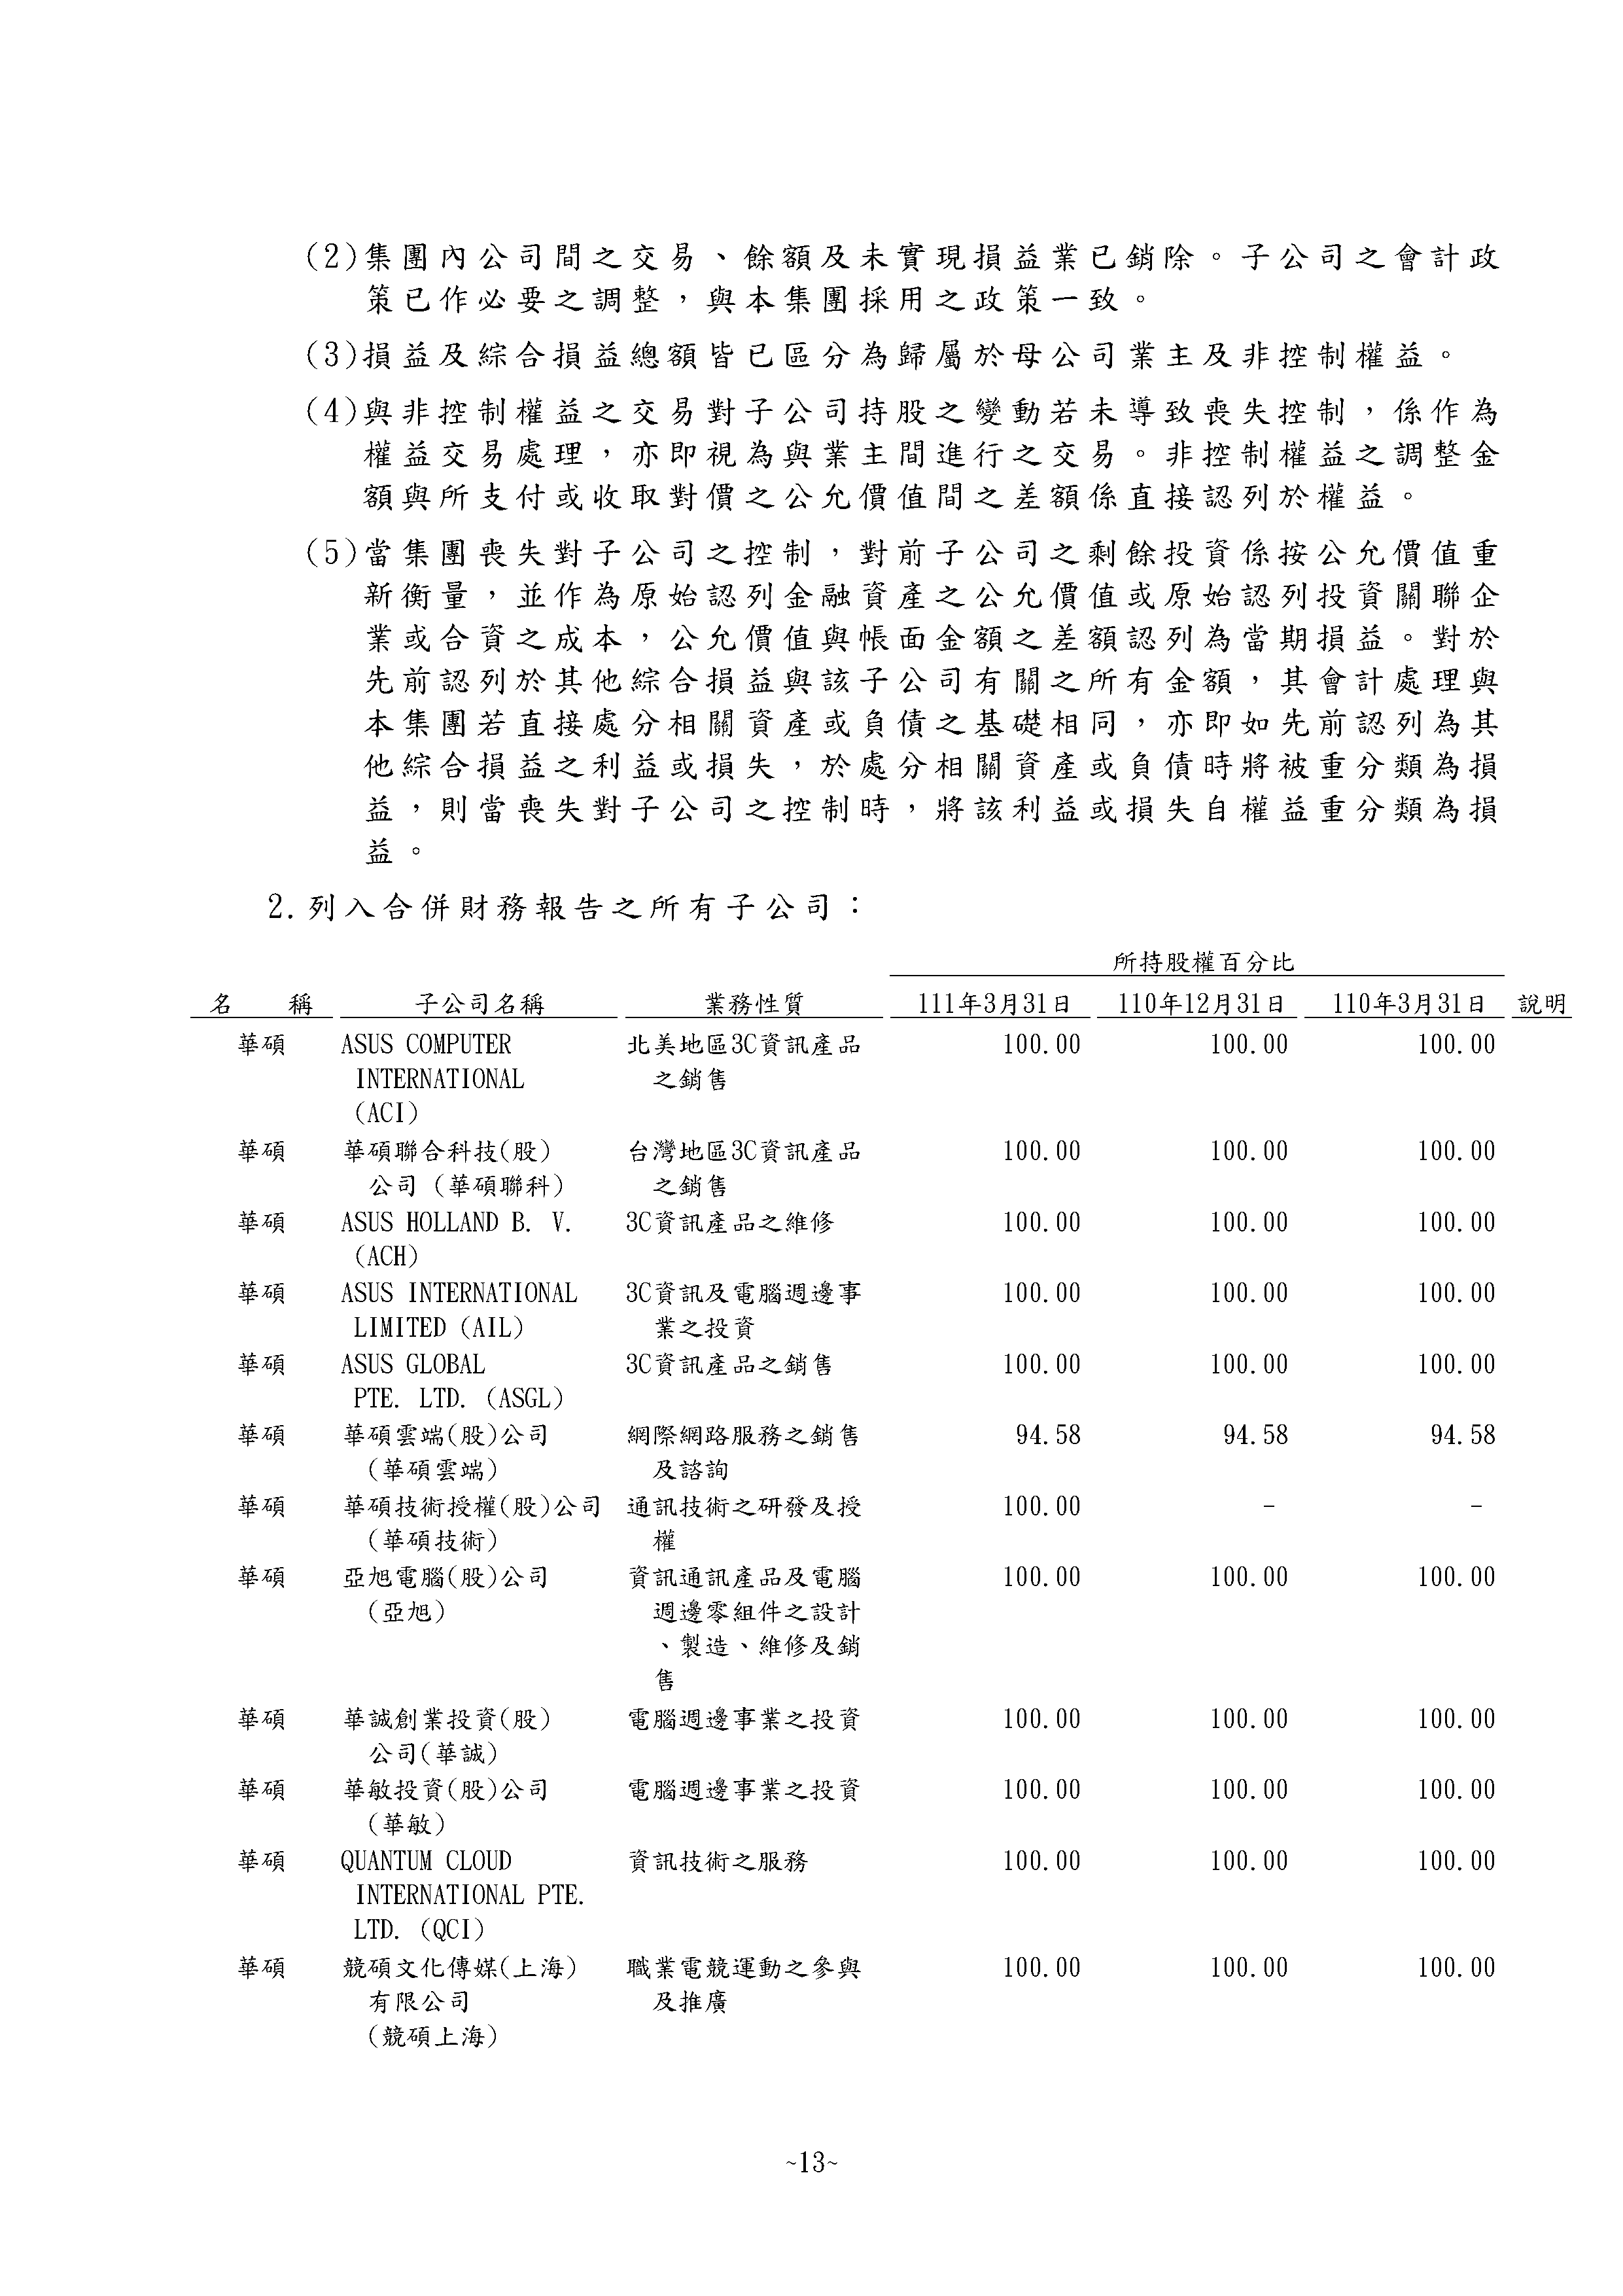 (2)集團內公司間之交易、餘額及未實現損益業已銷除。子公司之會計政
策已作必要之調整，與本集團採用之政策一致。
(3)損益及綜合損益總額皆已區分為歸屬於母公司業主及非控制權益。
(4)與非控制權益之交易對子公司持股之變動若未導致喪失控制，係作為
權益交易處理，亦即視為與業主間進行之交易。非控制權益之調整金
額與所支付或收取對價之公允價值間之差額係直接認列於權益。
(5)當集團喪失對子公司之控制，對前子公司之剩餘投資係按公允價值重
新衡量，並作為原始認列金融資產之公允價值或原始認列投資關聯企
業或合資之成本，公允價值與帳面金額之差額認列為當期損益。對於
先前認列於其他綜合損益與該子公司有關之所有金額，其會計處理與
本集團若直接處分相關資產或負債之基礎相同，亦即如先前認列為其
他綜合損益之利益或損失，於處分相關資產或負債時將被重分類為損
益，則當喪失對子公司之控制時，將該利益或損失自權益重分類為損
益。
2.列入合併財務報告之所有子公司：
所持股權百分比
名　　稱 子公司名稱 業務性質 111年3月31日 110年12月31日 110年3月31日 說明
華碩 ASUS COMPUTER 北美地區3C資訊產品 100.00 100.00 100.00
INTERNATIONAL 之銷售
(ACI)
華碩 華碩聯合科技(股) 台灣地區3C資訊產品 100.00 100.00 100.00
公司 (華碩聯科) 之銷售
華碩 ASUS HOLLAND B. V. 3C資訊產品之維修 100.00 100.00 100.00
(ACH)
華碩 ASUS INTERNATIONAL 3C資訊及電腦週邊事 100.00 100.00 100.00
LIMITED (AIL) 業之投資
華碩 ASUS GLOBAL 3C資訊產品之銷售 100.00 100.00 100.00
PTE. LTD. (ASGL)
華碩 華碩雲端(股)公司 網際網路服務之銷售 94.58 94.58 94.58
(華碩雲端) 及諮詢
華碩 華碩技術授權(股)公司 通訊技術之研發及授 100.00 - -
(華碩技術) 權
華碩 亞旭電腦(股)公司 資訊通訊產品及電腦 100.00 100.00 100.00
(亞旭) 週邊零組件之設計
、製造、維修及銷
售
華碩 華誠創業投資(股) 電腦週邊事業之投資 100.00 100.00 100.00
公司(華誠)
華碩 華敏投資(股)公司 電腦週邊事業之投資 100.00 100.00 100.00
(華敏)
華碩 QUANTUM CLOUD 資訊技術之服務 100.00 100.00 100.00
INTERNATIONAL PTE.
LTD. (QCI)
華碩 競碩文化傳媒(上海) 職業電競運動之參與 100.00 100.00 100.00
有限公司 及推廣
(競碩上海)
~13~